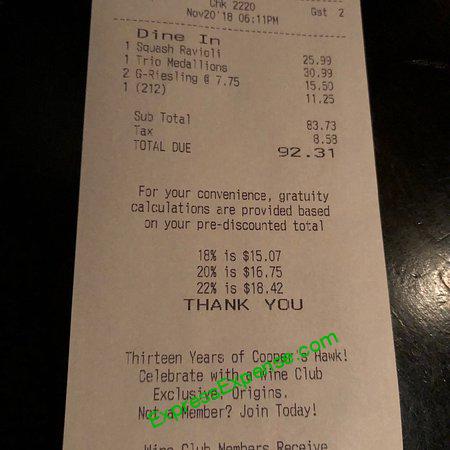 Chk 2220
Nov20'18 06:11PM
Gst 2
Dine In
1 Squash Ravioli 25.99
1 Trio Medallions 30.99
2 G-Riesling @ 7.75 15.50
1 (212) 11.25
Sub Total 83.73
Tax 8.58
TOTAL DUE 92.31
For your convenience, gratuity
calculations are provided based
on your pre-discounted total
18% is $15.07
20% is $16.75
22% is $18.42
THANK YOU
Thirteen Years of Cooper's Hawk!
Celebrate with a Wine Club
Exclusive, Origins.
Not a Member? Join Today!
Wine Club Members Receive
ExpressExpense.com